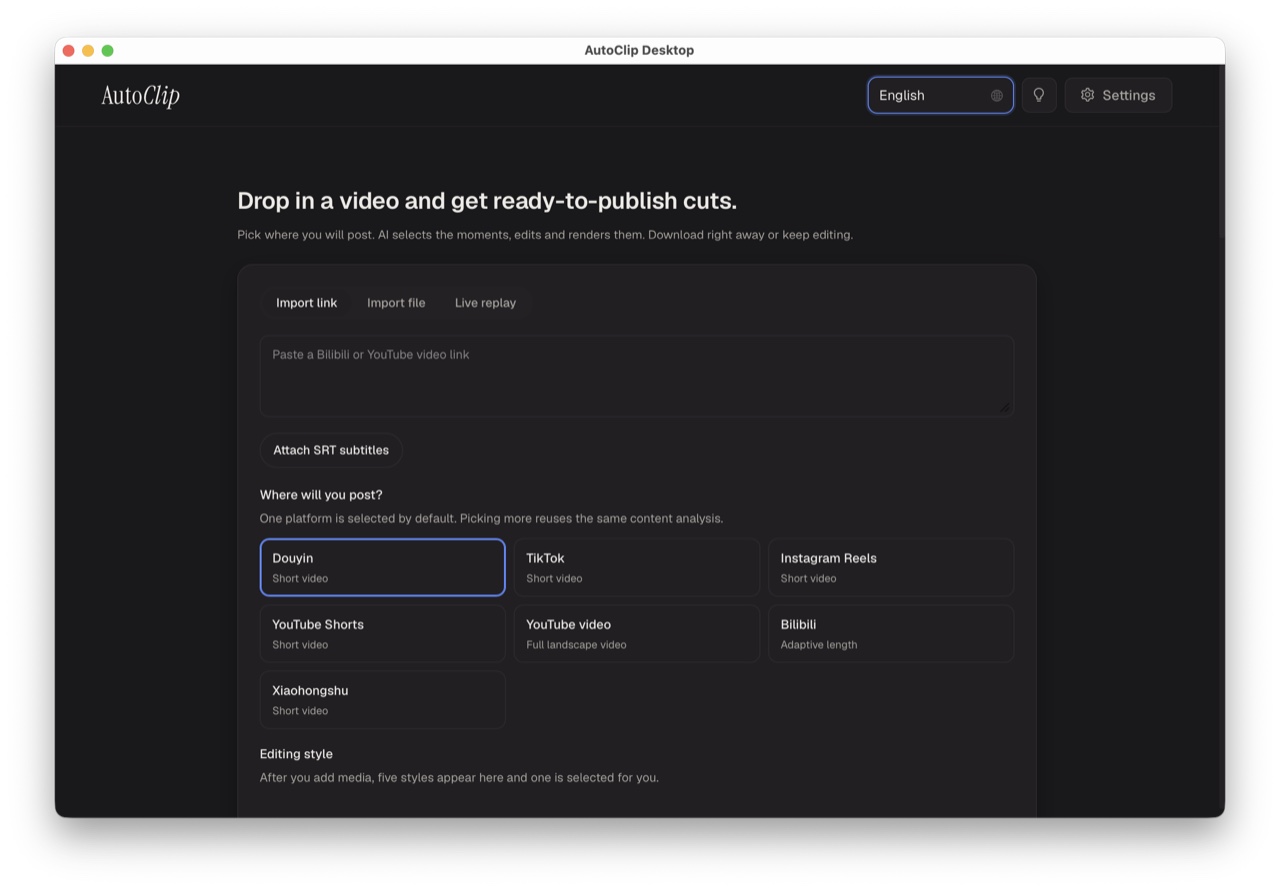 AutoClip Desktop
AutoClip
English
Settings
Drop in a video and get ready-to-publish cuts.
Pick where you will post. AI selects the moments, edits and renders them. Download right away or keep editing.
Import link
Import file
Live replay
Paste a Bilibili or YouTube video link
Attach SRT subtitles
Where will you post?
One platform is selected by default. Picking more reuses the same content analysis.
Douyin
Short video
TikTok
Short video
Instagram Reels
Short video
YouTube Shorts
Short video
YouTube video
Full landscape video
Bilibili
Adaptive length
Xiaohongshu
Short video
Editing style
After you add media, five styles appear here and one is selected for you.